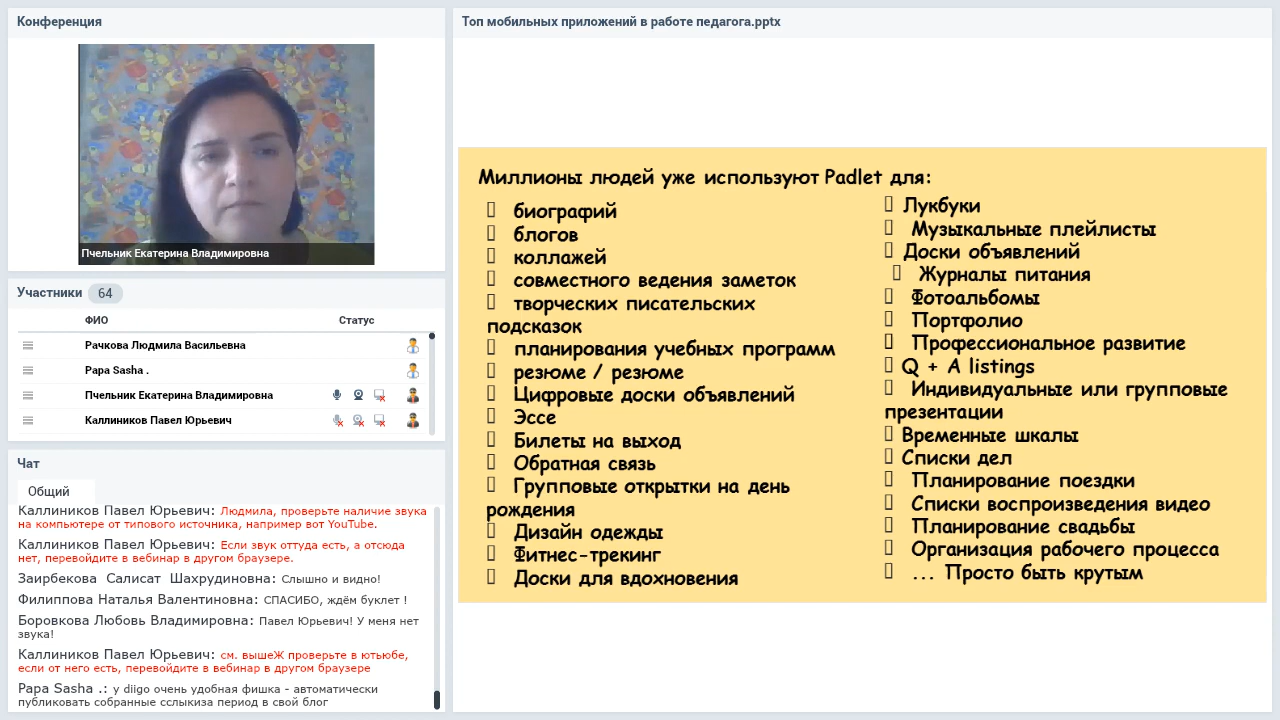 Конференция
Пчельник Екатерина Владимировна
Участники 64
ФИО Статус
Рачкова Людмила Васильевна
Papa Sasha .
Пчельник Екатерина Владимировна
Каллиников Павел Юрьевич
Чат
Общий
Каллиников Павел Юрьевич: Людмила, проверьте наличие звука
на компьютере от типового источника, например вот YouTube.
Каллиников Павел Юрьевич: Если звук оттуда есть, а отсюда
нет, перевойдите в вебинар в другом браузере.
Заирбекова Салисат Шахрудиновна: Слышно и видно!
Филиппова Наталья Валентиновна: СПАСИБО, ждём буклет !
Боровкова Любовь Владимировна: Павел Юрьевич! У меня нет
звука!
Каллиников Павел Юрьевич: см. вышеЖ проверьте в ютьюбе,
если от него есть, перевойдите в вебинар в другом браузере
Papa Sasha .: у diigo очень удобная фишка - автоматически
публиковать собранные сслыкиза период в свой блог
Топ мобильных приложений в работе педагога.pptx
Миллионы людей уже используют Padlet для:
биографий
блогов
коллажей
совместного ведения заметок
творческих писательских
подсказок
планирования учебных программ
резюме / резюме
Цифровые доски объявлений
Эссе
Билеты на выход
Обратная связь
Групповые открытки на день
рождения
Дизайн одежды
Фитнес-трекинг
Доски для вдохновения
Лукбуки
Музыкальные плейлисты
Доски объявлений
Журналы питания
Фотоальбомы
Портфолио
Профессиональное развитие
Q + A listings
Индивидуальные или групповые
презентации
Временные шкалы
Списки дел
Планирование поездки
Списки воспроизведения видео
Планирование свадьбы
Организация рабочего процесса
... Просто быть крутым